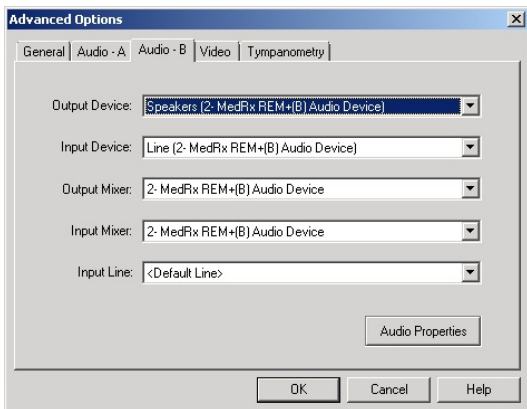 Advanced Options
General Audio - A Audio - B Video Tympanometry
Output Device: Speakers (2- MedRx REM+(B) Audio Device)
Input Device: Line (2- MedRx REM+(B) Audio Device)
Output Mixer: 2- MedRx REM+(B) Audio Device
Input Mixer: 2- MedRx REM+(B) Audio Device
Input Line: <Default Line>
Audio Properties
OK Cancel Help